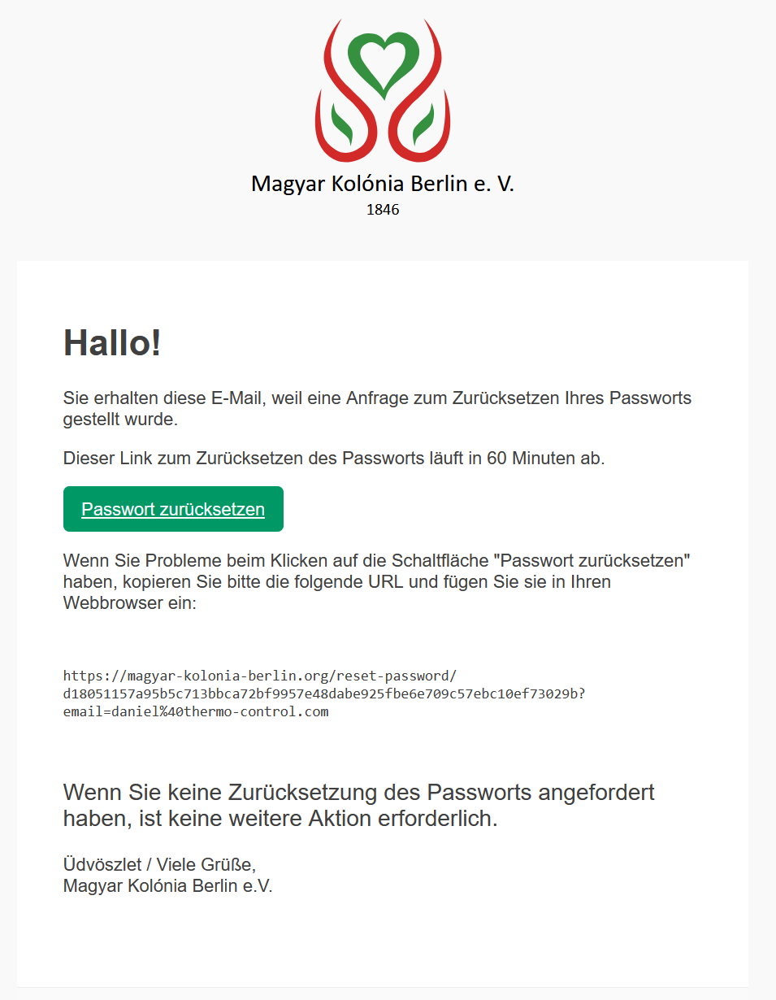 Magyar Kolónia Berlin e. V.
1846
Hallo!
Sie erhalten diese E-Mail, weil eine Anfrage zum Zurücksetzen Ihres Passworts
gestellt wurde.
Dieser Link zum Zurücksetzen des Passworts läuft in 60 Minuten ab.
Passwort zurücksetzen
Wenn Sie Probleme beim Klicken auf die Schaltfläche "Passwort zurücksetzen"
haben, kopieren Sie bitte die folgende URL und fügen Sie sie in Ihren
Webbrowser ein:
https://magyar-kolonia-berlin.org/reset-password/
d18051157a95b5c713bbca72bf9957e48dabe925fbe6e709c57ebc10ef73029b?
email=daniel%40thermo-control.com
Wenn Sie keine Zurücksetzung des Passworts angefordert
haben, ist keine weitere Aktion erforderlich.
Üdvöszlet / Viele Grüße,
Magyar Kolónia Berlin e.V.